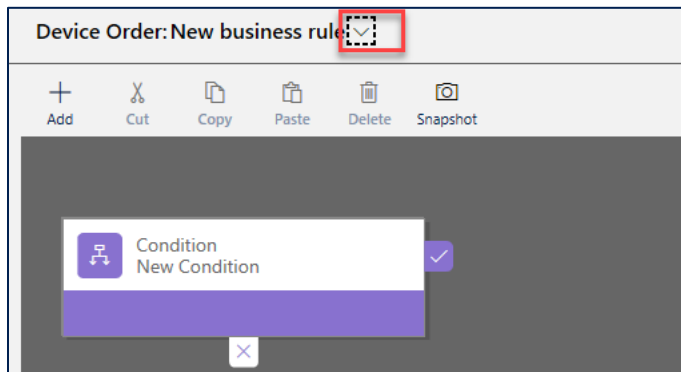 Device Order: New business rule
Add Cut Copy Paste Delete Snapshot
Condition
New Condition